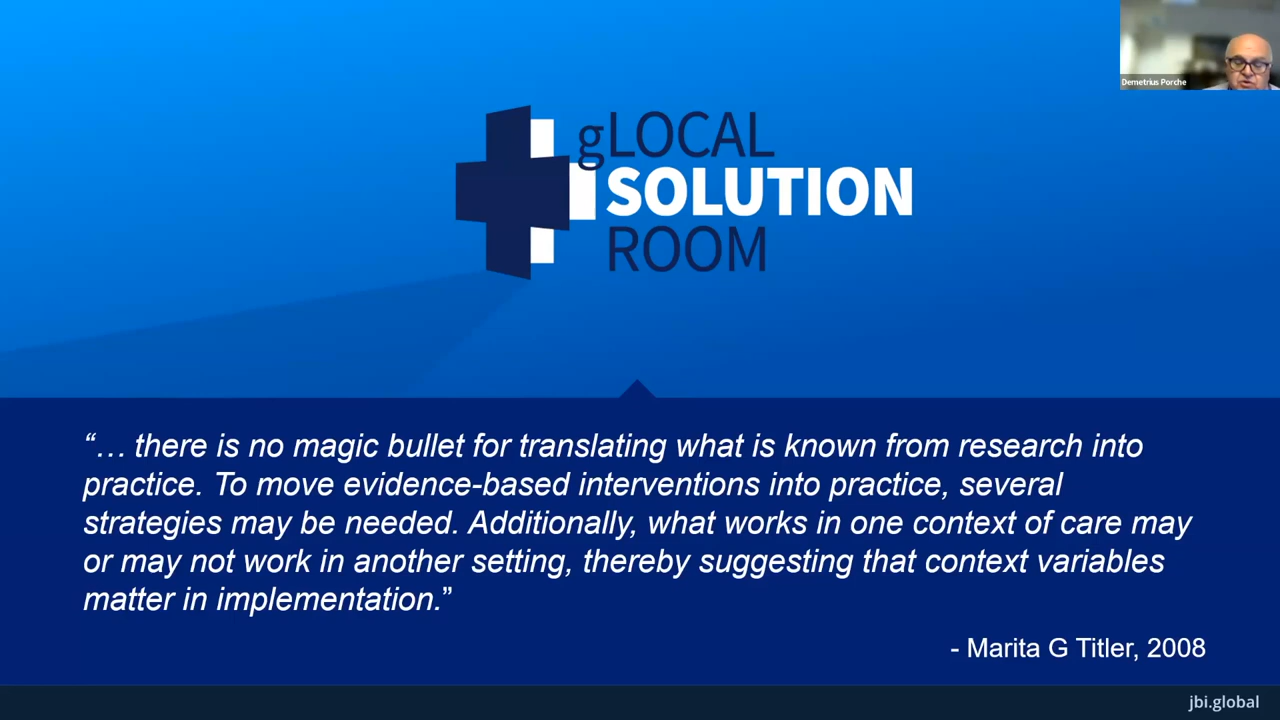 Demetrius Porche
gLOCAL
SOLUTION
ROOM
“… there is no magic bullet for translating what is known from research into
practice. To move evidence-based interventions into practice, several
strategies may be needed. Additionally, what works in one context of care may
or may not work in another setting, thereby suggesting that context variables
matter in implementation.”
- Marita G Titler, 2008
jbi.global